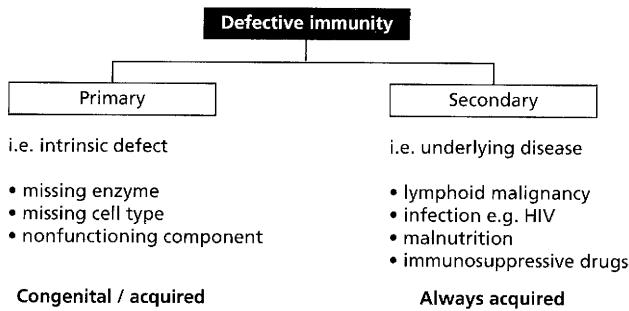 Defective immunity
Primary
i.e. intrinsic defect
• missing enzyme
• missing cell type
• nonfunctioning component
Congenital / acquired
Secondary
i.e. underlying disease
• lymphoid malignancy
• infection e.g. HIV
• malnutrition
• immunosuppressive drugs
Always acquired